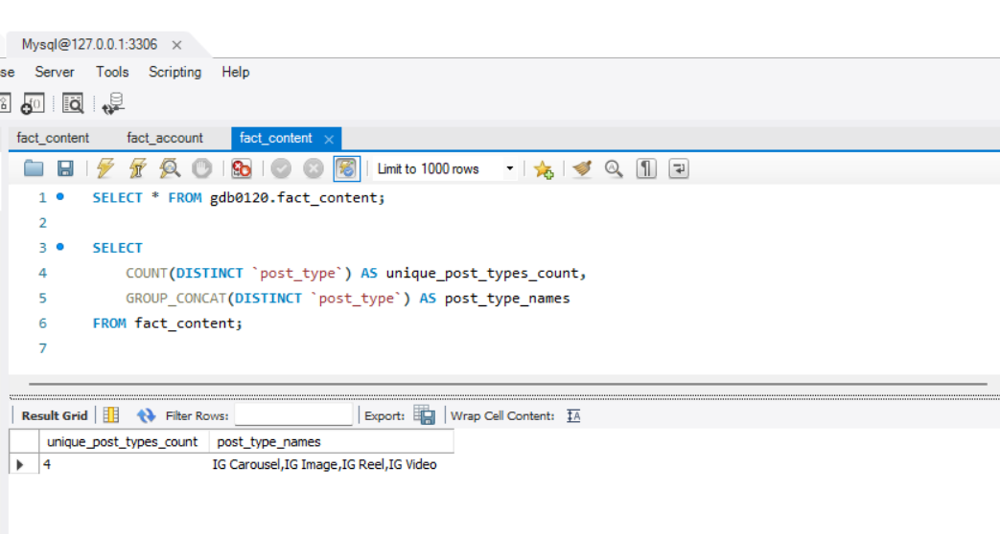 Mysql@127.0.0.1:3306
se Server Tools Scripting Help
fact_content fact_account fact_content
Limit to 1000 rows
1 SELECT * FROM gdb0120.fact_content;
2
3 SELECT
4 COUNT(DISTINCT `post_type`) AS unique_post_types_count,
5 GROUP_CONCAT(DISTINCT `post_type`) AS post_type_names
6 FROM fact_content;
7
Result Grid Filter Rows: Export: Wrap Cell Content:
unique_post_types_count post_type_names
4 IG Carousel,IG Image,IG Reel,IG Video